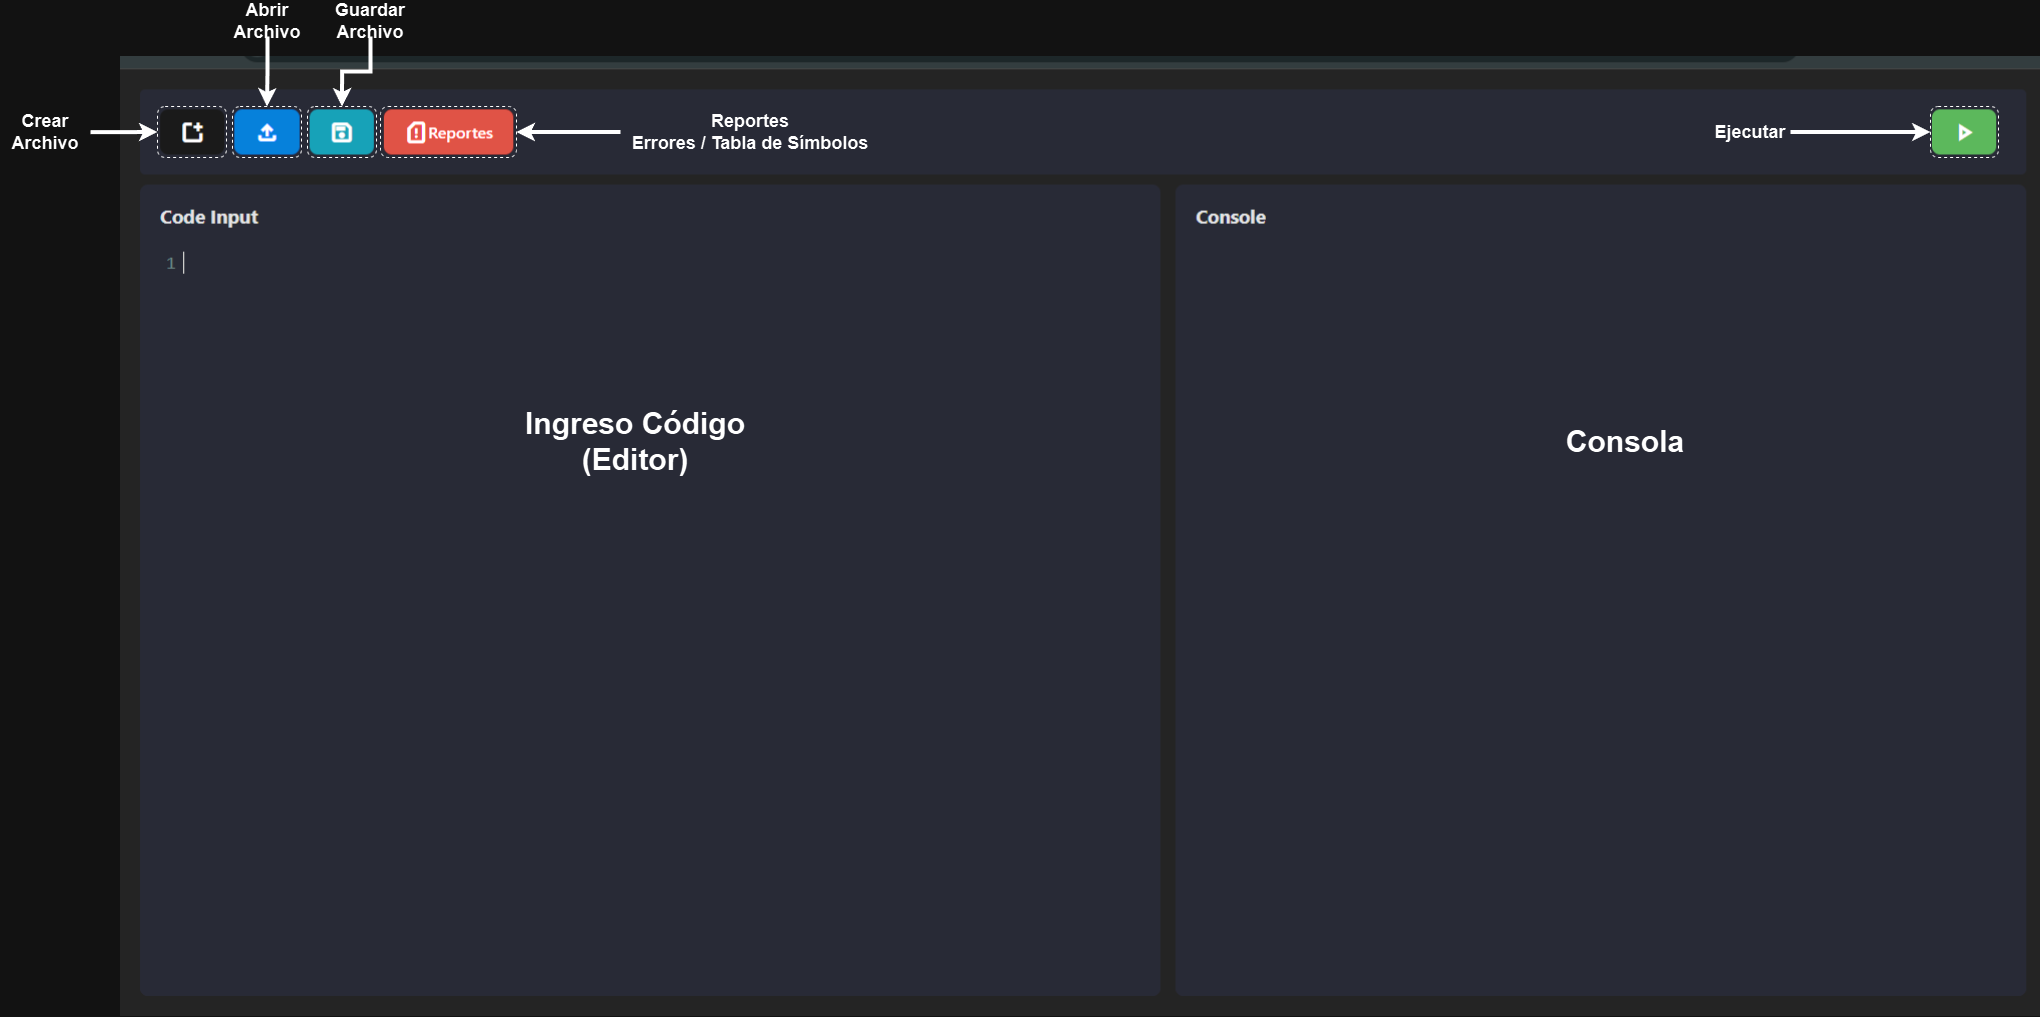 Abrir
Archivo
Guardar
Archivo
Crear
Archivo
Reportes
Reportes
Errores / Tabla de Símbolos
Ejecutar
Code Input
Console
1
Ingreso Código
(Editor)
Consola